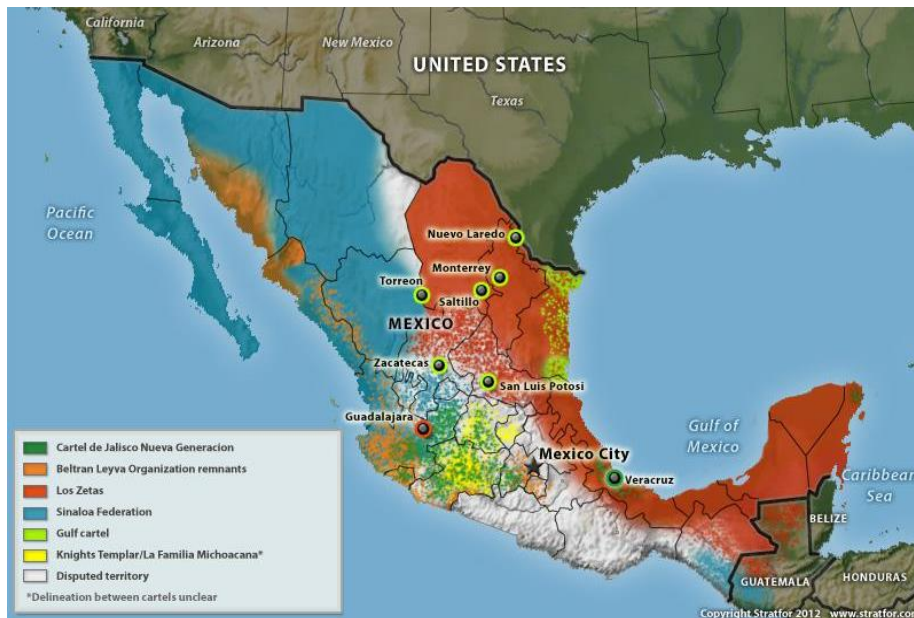 California
Arizona
New Mexico
UNITED STATES
Texas
Pacific
Ocean
Nuevo Laredo
Monterrey
Torreon
Saltillo
MEXICO
Zacatecas
San Luis Potosi
Guadalajara
Gulf of
Mexico
Mexico City
Veracruz
Caribbean
Sea
BELIZE
GUATEMALA
HONDURAS
Cartel de Jalisco Nueva Generacion
Beltran Leyva Organization remnants
Los Zetas
Sinaloa Federation
Gulf cartel
Knights Templar/La Familia Michoacana*
Disputed territory
*Delineation between cartels unclear
Copyright Stratfor 2012 www.stratfor.com